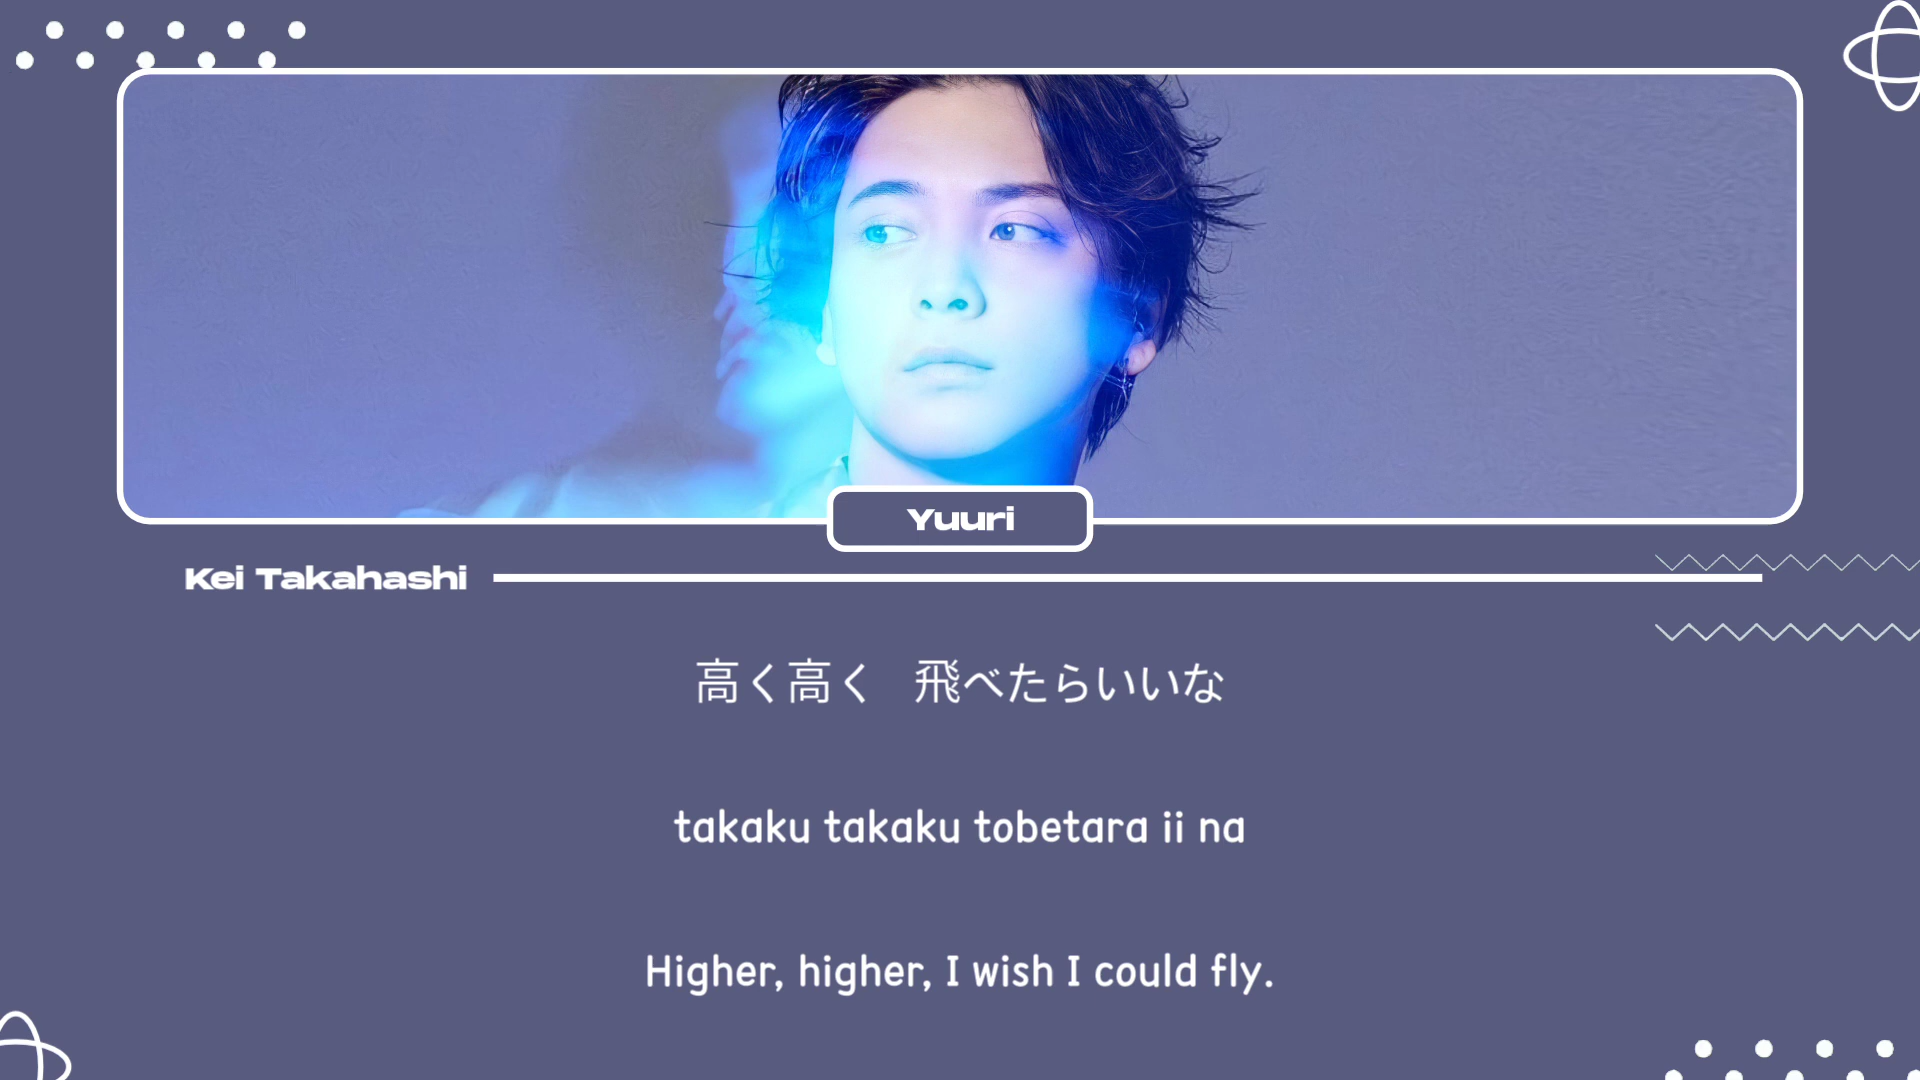 Yuuri
Kei Takahashi
高く高く　飛べたらいいな
takaku takaku tobetara ii na
Higher, higher, I wish I could fly.